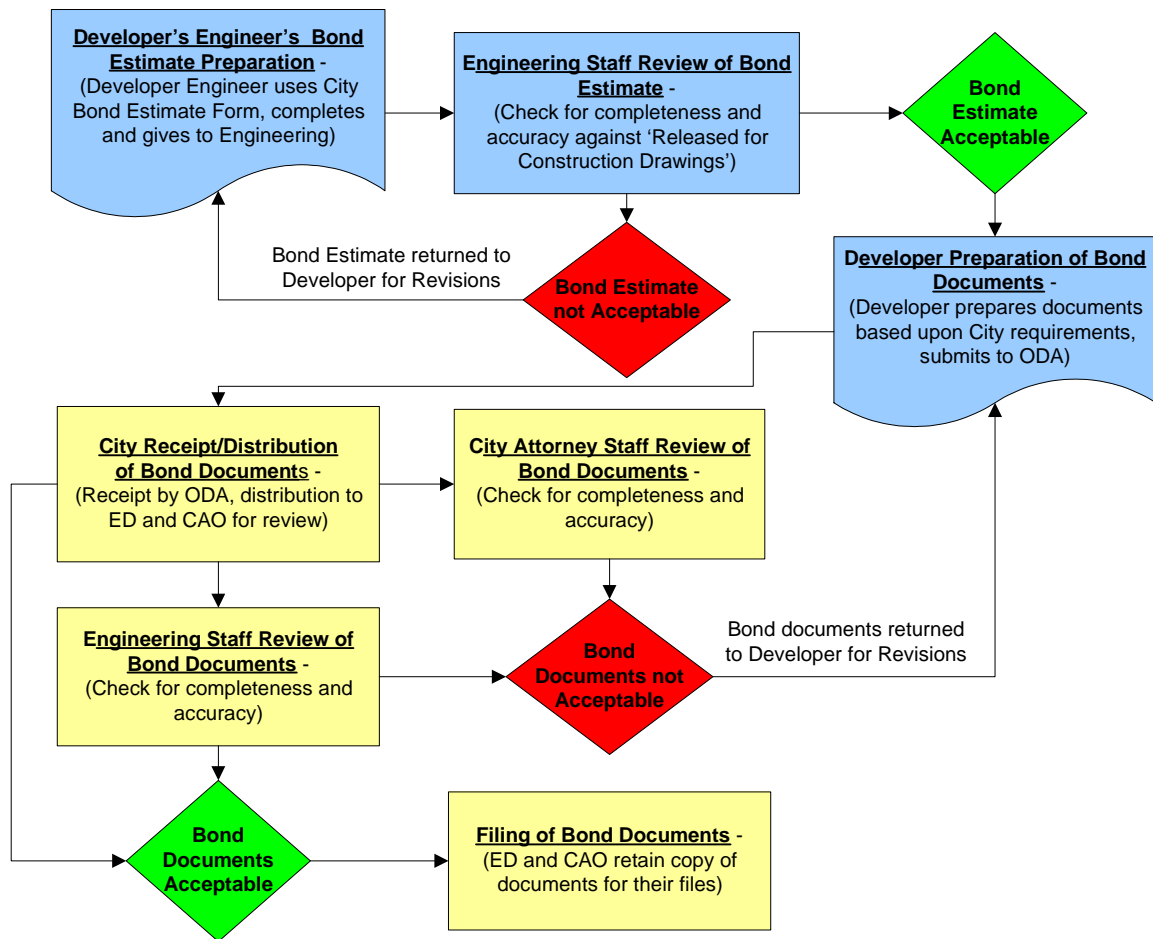 Developer's Engineer's Bond
Estimate Preparation -
(Developer Engineer uses City
Bond Estimate Form, completes
and gives to Engineering)
Engineering Staff Review of Bond
Estimate -
(Check for completeness and
accuracy against ‘Released for
Construction Drawings’)
Bond
Estimate
Acceptable
Bond Estimate returned to
Developer for Revisions
Bond Estimate
not Acceptable
Developer Preparation of Bond
Documents -
(Developer prepares documents
based upon City requirements,
submits to ODA)
City Receipt/Distribution
of Bond Documents -
(Receipt by ODA, distribution to
ED and CAO for review)
City Attorney Staff Review of
Bond Documents -
(Check for completeness and
accuracy)
Engineering Staff Review of
Bond Documents -
(Check for completeness and
accuracy)
Bond
Documents not
Acceptable
Bond documents returned
to Developer for Revisions
Bond
Documents
Acceptable
Filing of Bond Documents -
(ED and CAO retain copy of
documents for their files)